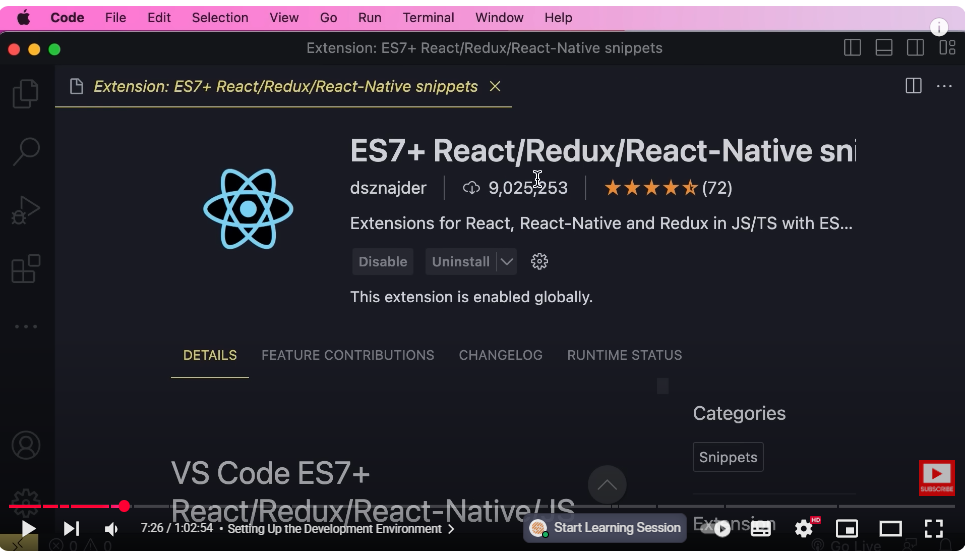 Code File Edit Selection View Go Run Terminal Window Help
Extension: ES7+ React/Redux/React-Native snippets
Extension: ES7+ React/Redux/React-Native snippets
ES7+ React/Redux/React-Native sni
dsznajder 9,025,253 (72)
Extensions for React, React-Native and Redux in JS/TS with ES...
Disable Uninstall
This extension is enabled globally.
DETAILS FEATURE CONTRIBUTIONS CHANGELOG RUNTIME STATUS
Categories
Snippets
VS Code ES7+
React/Redux/React-Native/JS
SUBSCRIBE
7:26 / 1:02:54 • Setting Up the Development Environment
Start Learning Session
Extension
HD
0 0
Go Live